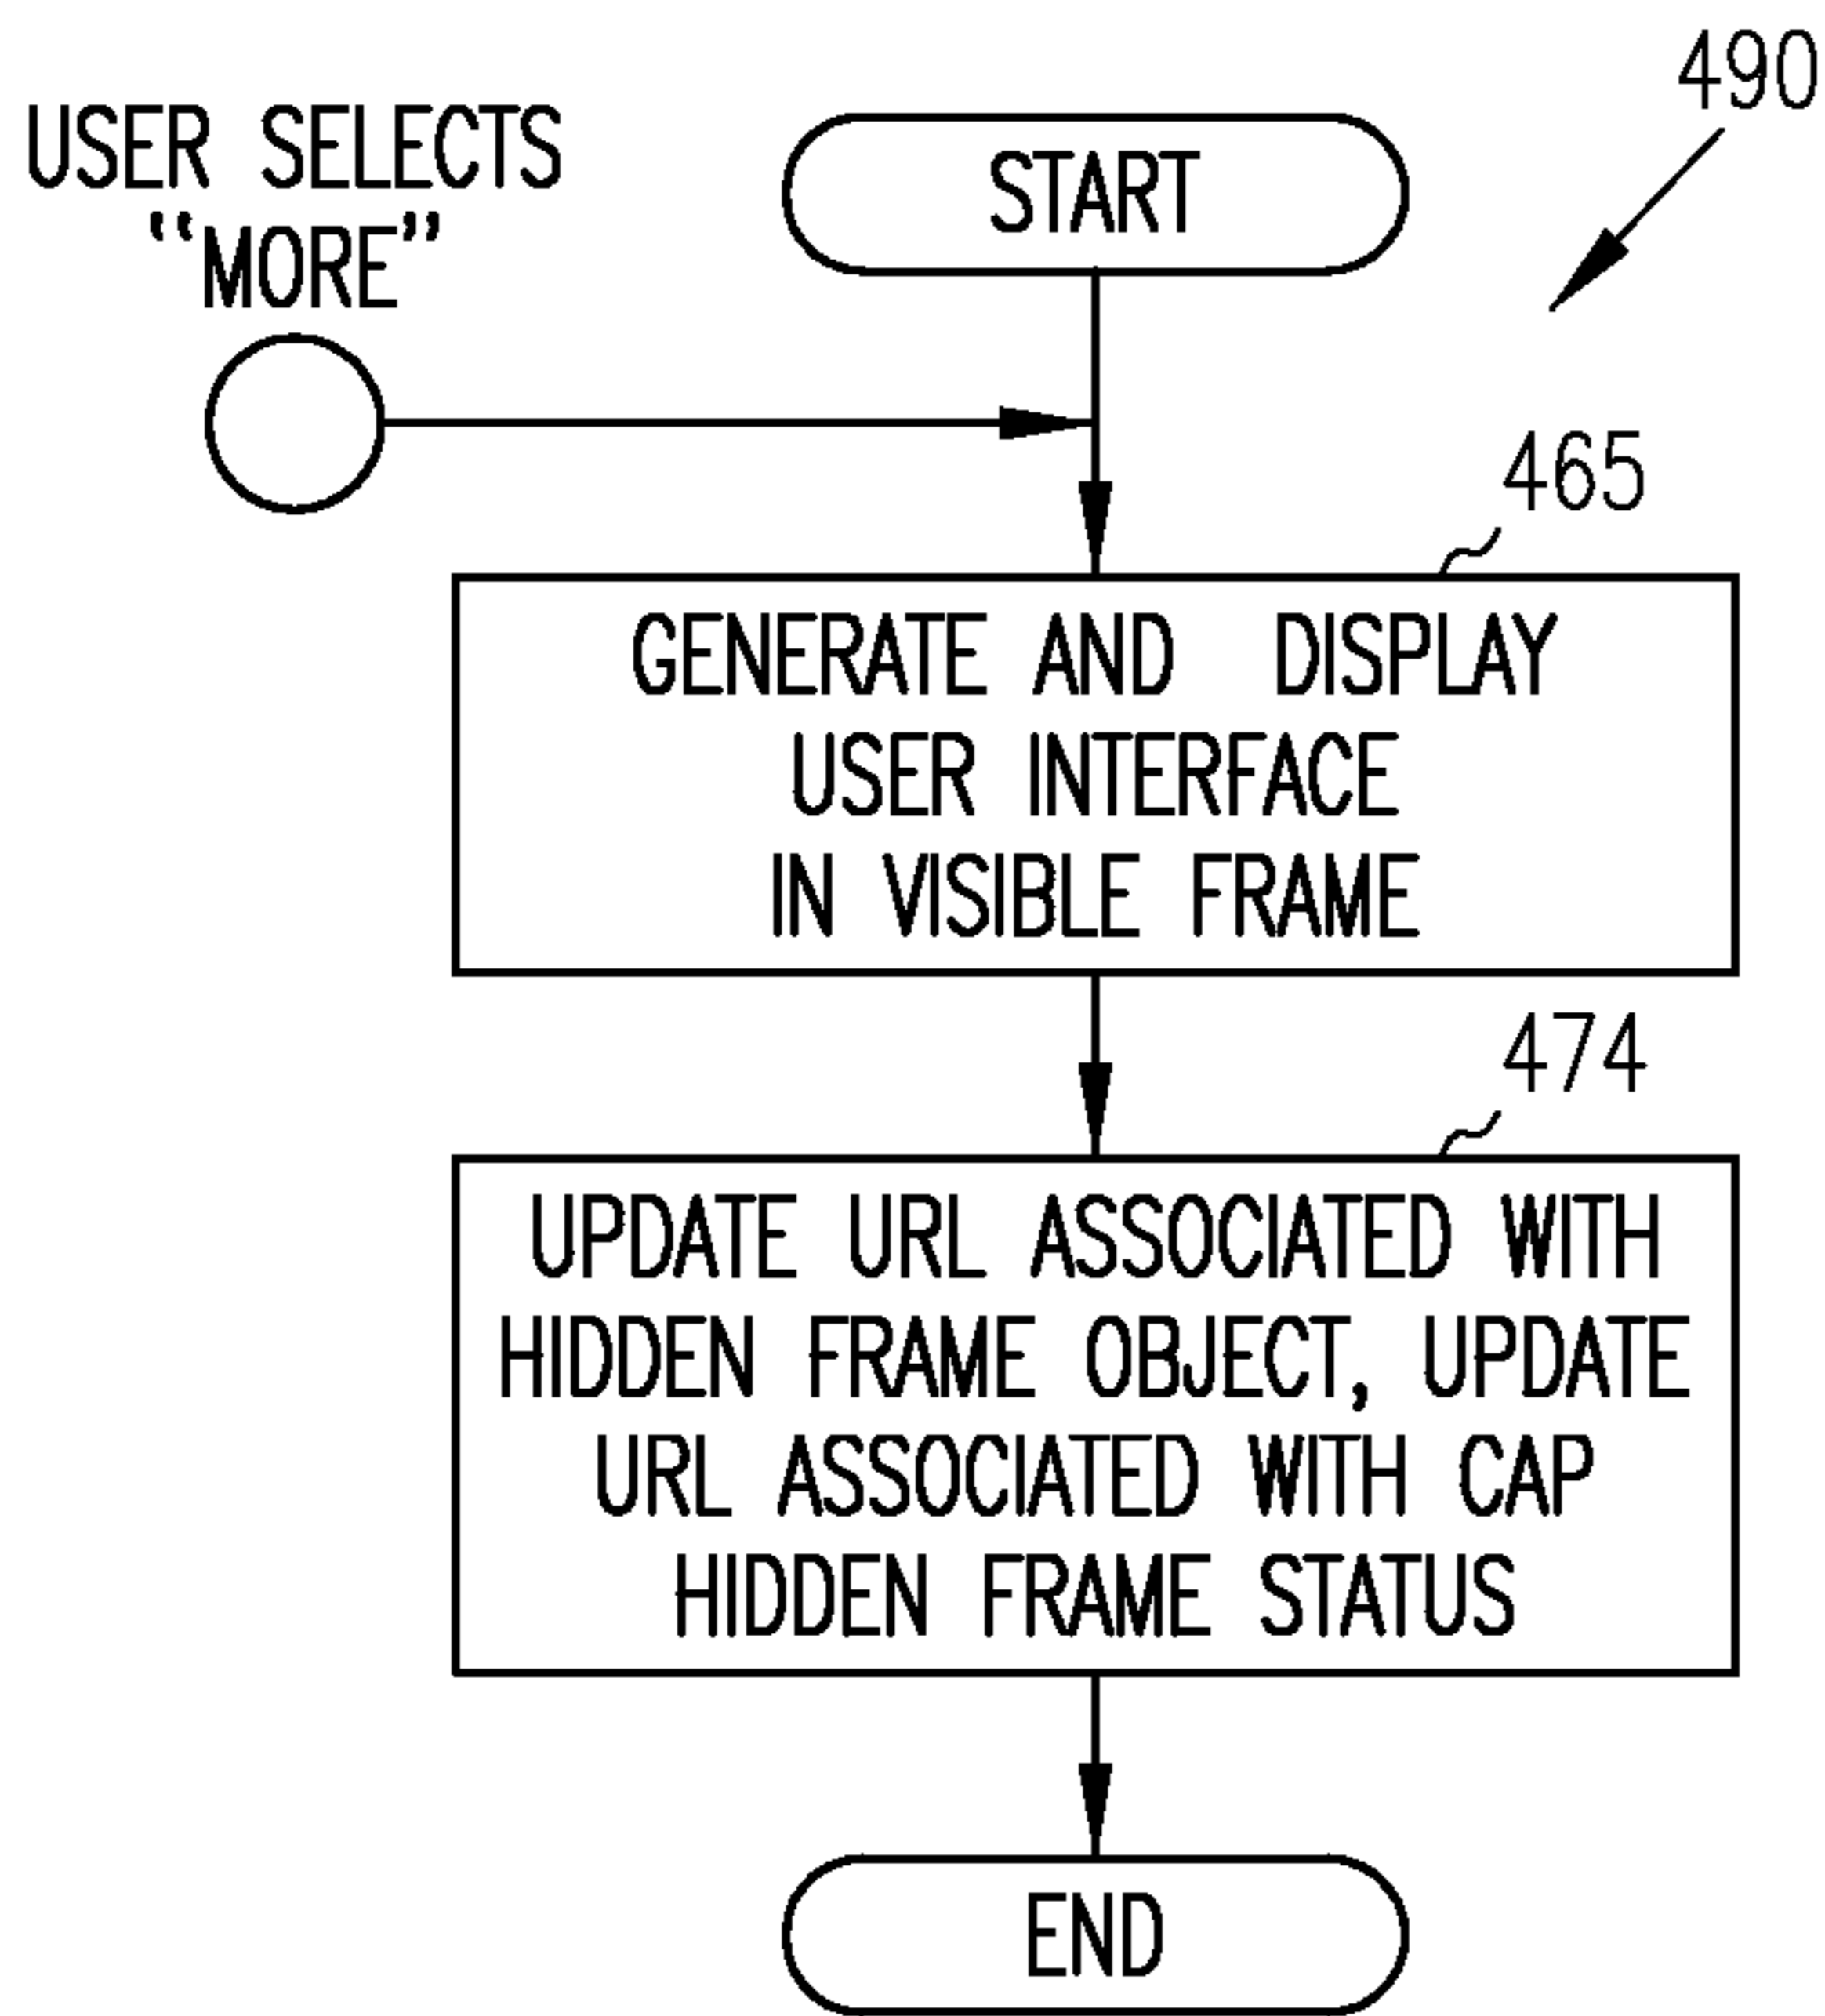 490
USER SELECTS
“MORE”
START
465
GENERATE AND DISPLAY
USER INTERFACE
IN VISIBLE FRAME
474
UPDATE URL ASSOCIATED WITH
HIDDEN FRAME OBJECT, UPDATE
URL ASSOCIATED WITH CAP
HIDDEN FRAME STATUS
END